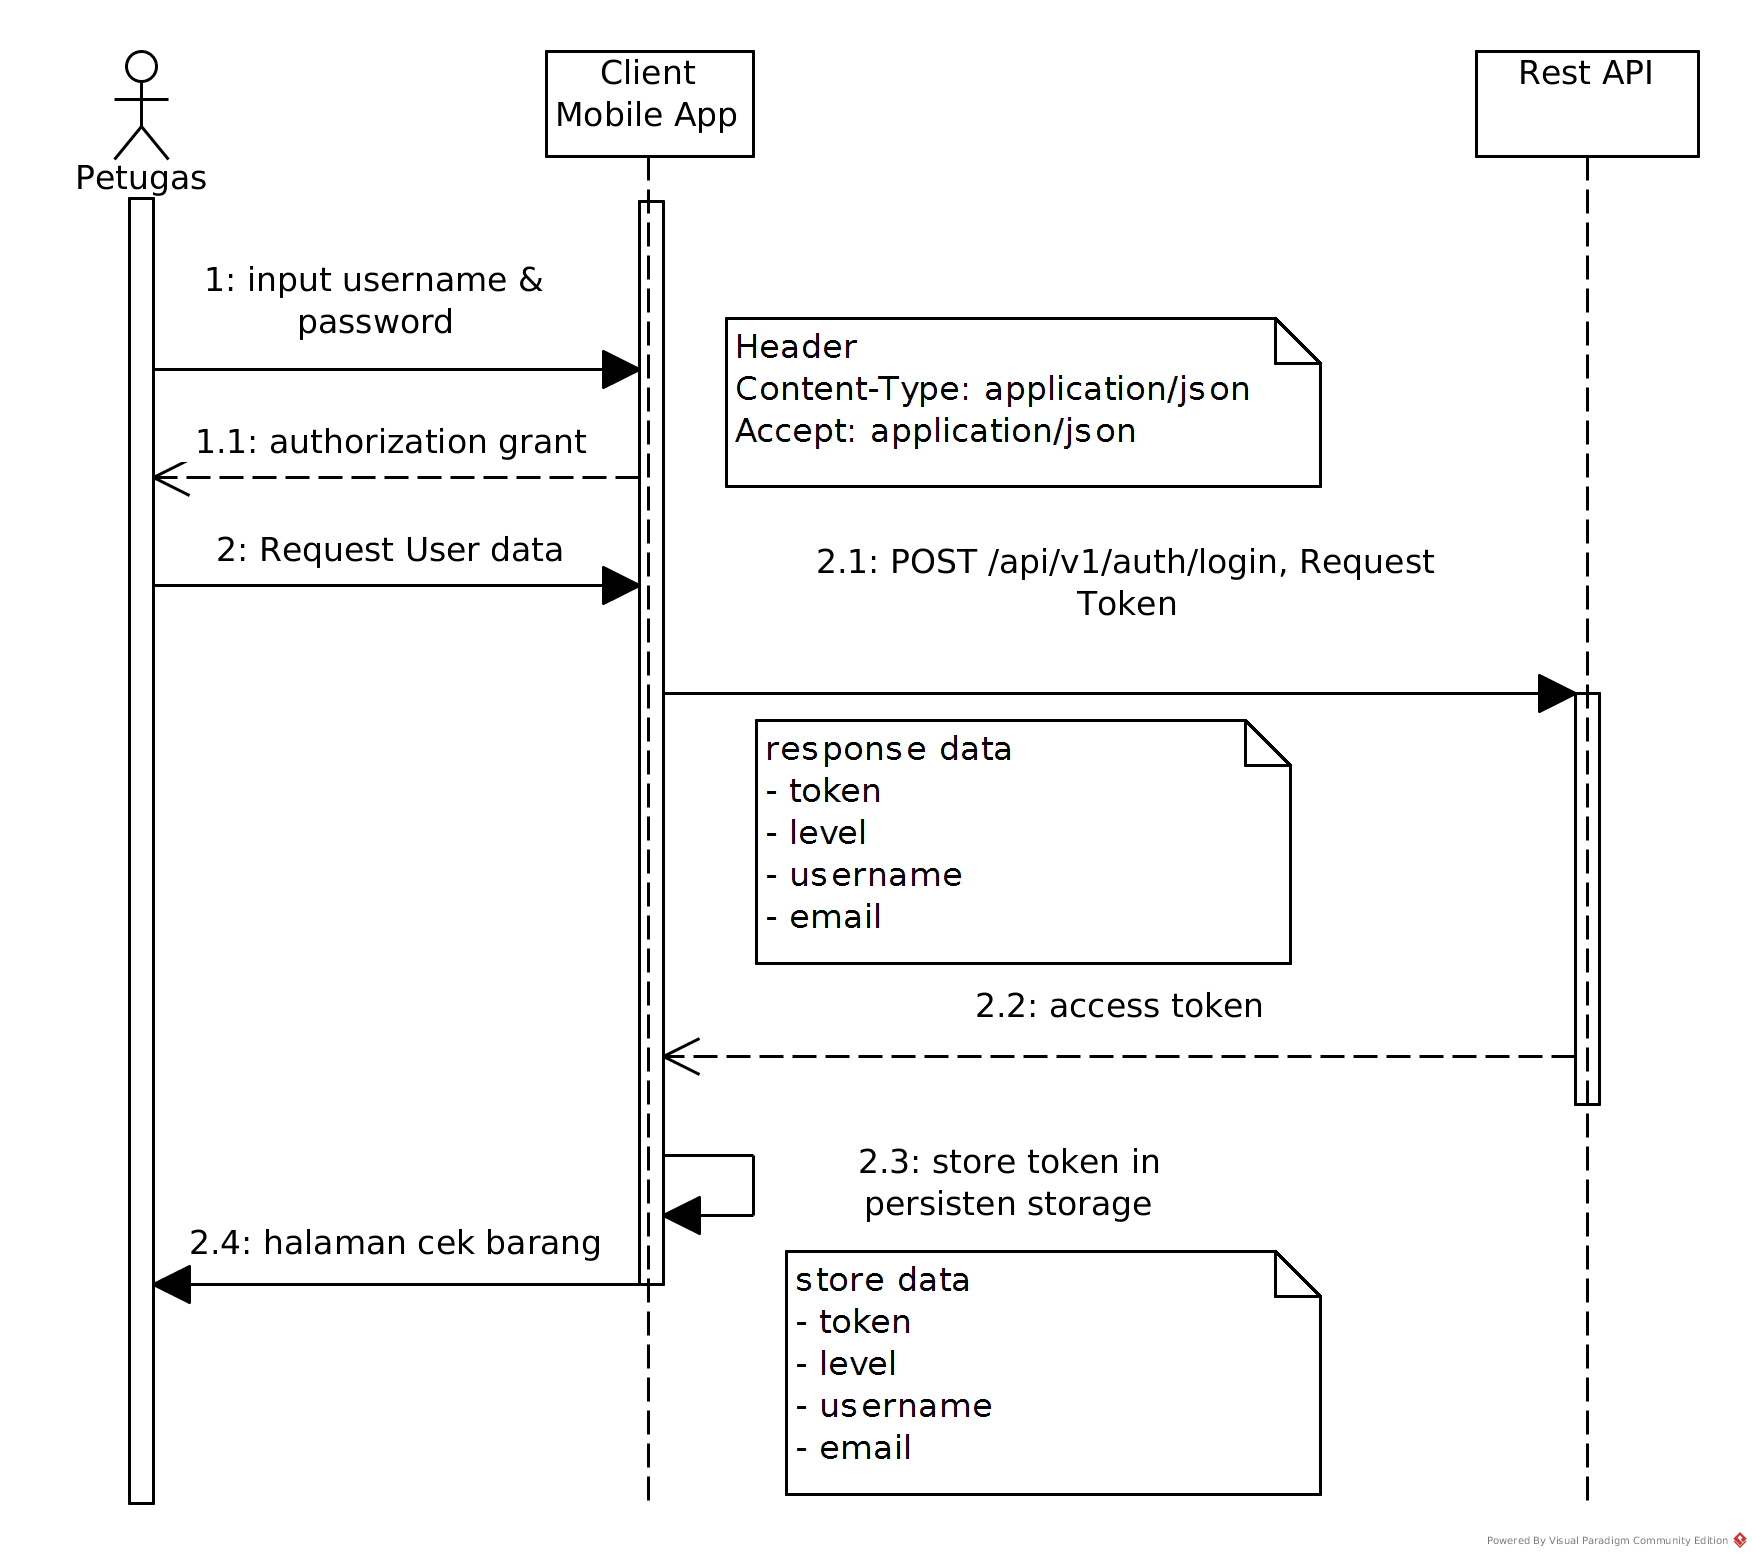 Client
Mobile App
Rest API
Petugas
1: input username &
password
Header
Content-Type: application/json
Accept: application/json
1.1: authorization grant
2: Request User data
2.1: POST /api/v1/auth/login, Request
Token
response data
- token
- level
- username
- email
2.2: access token
2.3: store token in
persisten storage
2.4: halaman cek barang
store data
- token
- level
- username
- email
Powered By Visual Paradigm Community Edition